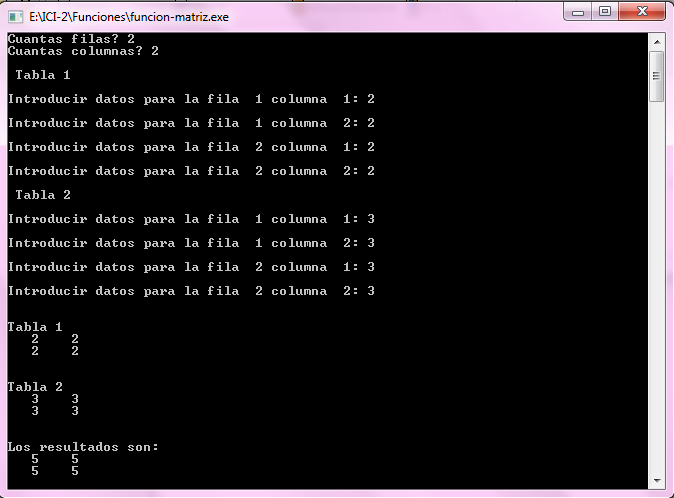 E:\ICI-2\Funciones\funcion-matriz.exe
Cuantas filas? 2
Cuantas columnas? 2
Tabla 1
Introducir datos para la fila  1 columna  1: 2
Introducir datos para la fila  1 columna  2: 2
Introducir datos para la fila  2 columna  1: 2
Introducir datos para la fila  2 columna  2: 2
Tabla 2
Introducir datos para la fila  1 columna  1: 3
Introducir datos para la fila  1 columna  2: 3
Introducir datos para la fila  2 columna  1: 3
Introducir datos para la fila  2 columna  2: 3
Tabla 1
2    2
2    2
Tabla 2
3    3
3    3
Los resultados son:
5    5
5    5